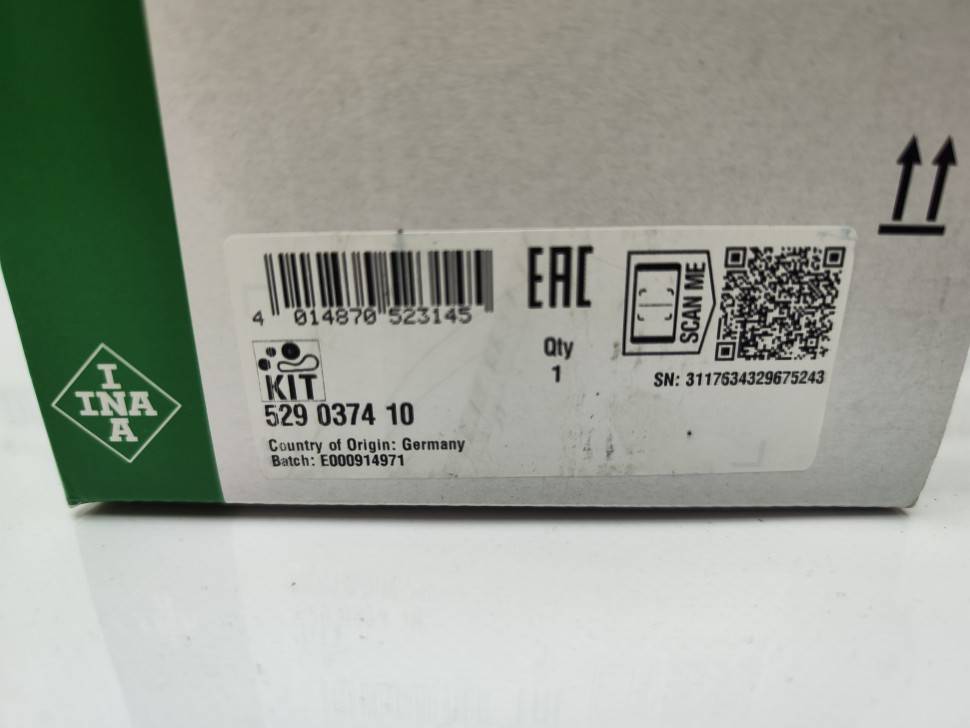 INA
INA
4 014870 523145
EAC
SCAN ME
KIT
Qty
1
SN: 3117634329675243
529 0374 10
Country of Origin: Germany
Batch: E000914971